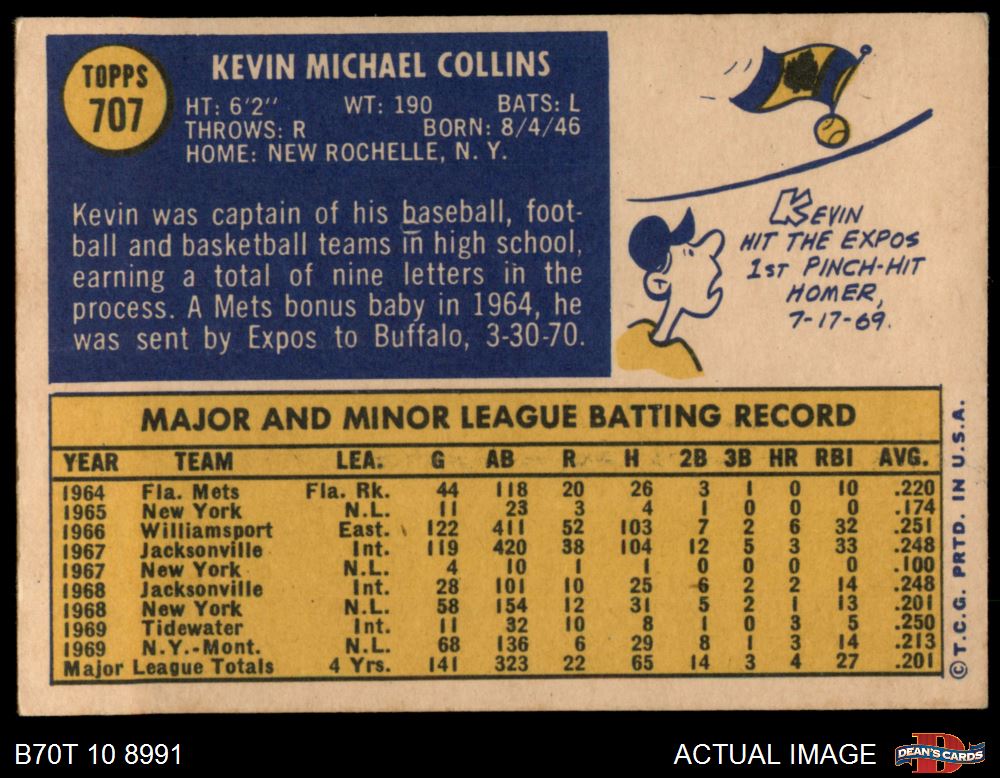 TOPPS
707
KEVIN MICHAEL COLLINS
HT: 6'2" WT: 190 BATS: L
THROWS: R BORN: 8/4/46
HOME: NEW ROCHELLE, N. Y.
Kevin was captain of his baseball, foot-
ball and basketball teams in high school,
earning a total of nine letters in the
process. A Mets bonus baby in 1964, he
was sent by Expos to Buffalo, 3-30-70.
KEVIN
HIT THE EXPOS
1ST PINCH-HIT
HOMER,
7-17-69.
MAJOR AND MINOR LEAGUE BATTING RECORD
YEAR TEAM LEA. G AB R H 2B 3B HR RBI AVG.
1964 Fla. Mets Fla. Rk. 44 118 20 26 3 1 0 10 .220
1965 New York N.L. 11 23 3 4 1 0 0 0 .174
1966 Williamsport East. 122 411 52 103 7 2 6 32 .251
1967 Jacksonville Int. 119 420 38 104 12 5 3 33 .248
1967 New York N.L. 4 10 1 1 0 0 0 0 .100
1968 Jacksonville Int. 28 101 10 25 6 2 2 14 .248
1968 New York N.L. 58 154 12 31 5 2 1 13 .201
1969 Tidewater Int. 11 32 10 8 1 0 3 5 .250
1969 N.Y.-Mont. N.L. 68 136 6 29 8 1 3 14 .213
Major League Totals 4 Yrs. 141 323 22 65 14 3 4 27 .201
© T.C.G. PRTD. IN U.S.A.
B70T 10 8991
ACTUAL IMAGE
DEAN'S CARDS